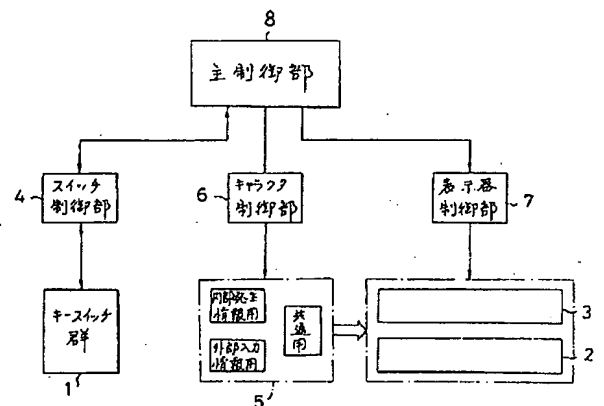 8
主制御部
4
スイッチ
制御部
6
キャラクタ
制御部
表示器
制御部
7
キースイッチ
群
1
内部発生
情報用
外部入力
情報用
共通用
5
3
2